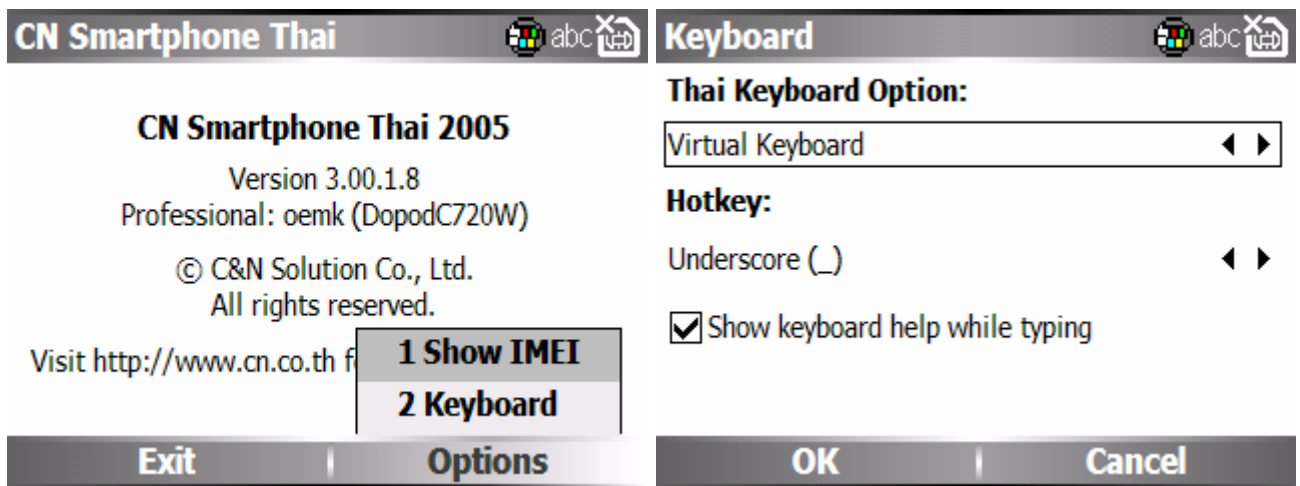 CN Smartphone Thai
abc
CN Smartphone Thai 2005
Version 3.00.1.8
Professional: oemk (DopodC720W)
© C&N Solution Co., Ltd.
All rights reserved.
Visit http://www.cn.co.th f
1 Show IMEI
2 Keyboard
Exit
Options
Keyboard
abc
Thai Keyboard Option:
Virtual Keyboard
Hotkey:
Underscore (_)
Show keyboard help while typing
OK
Cancel